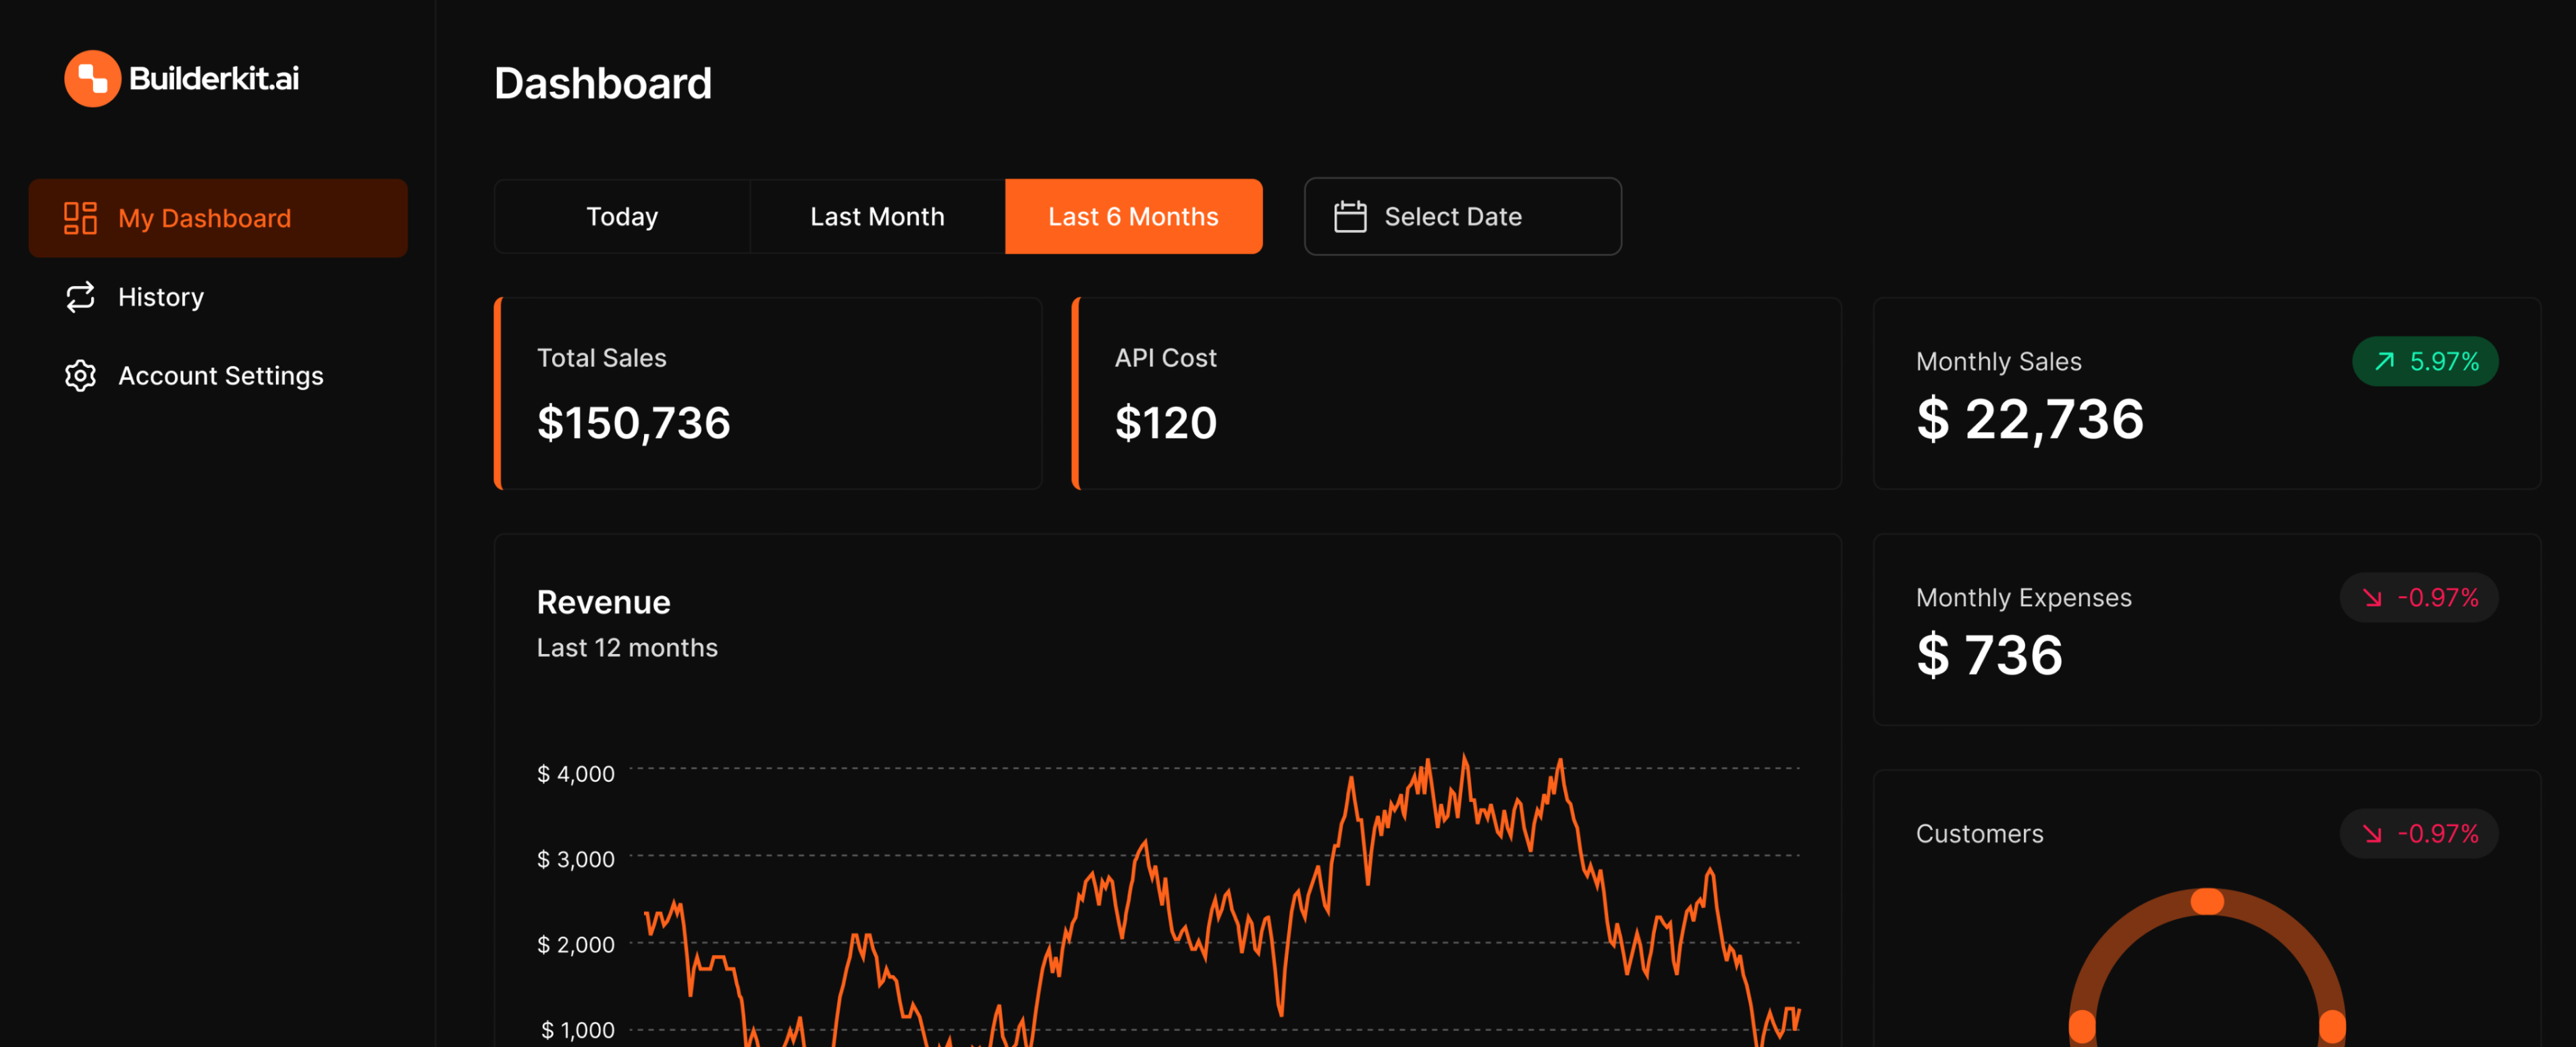 Builderkit.ai
My Dashboard
History
Account Settings
Dashboard
Today
Last Month
Last 6 Months
Select Date
Total Sales
$150,736
API Cost
$120
Monthly Sales
5.97%
$ 22,736
Revenue
Last 12 months
$ 4,000
$ 3,000
$ 2,000
$ 1,000
Monthly Expenses
-0.97%
$ 736
Customers
-0.97%